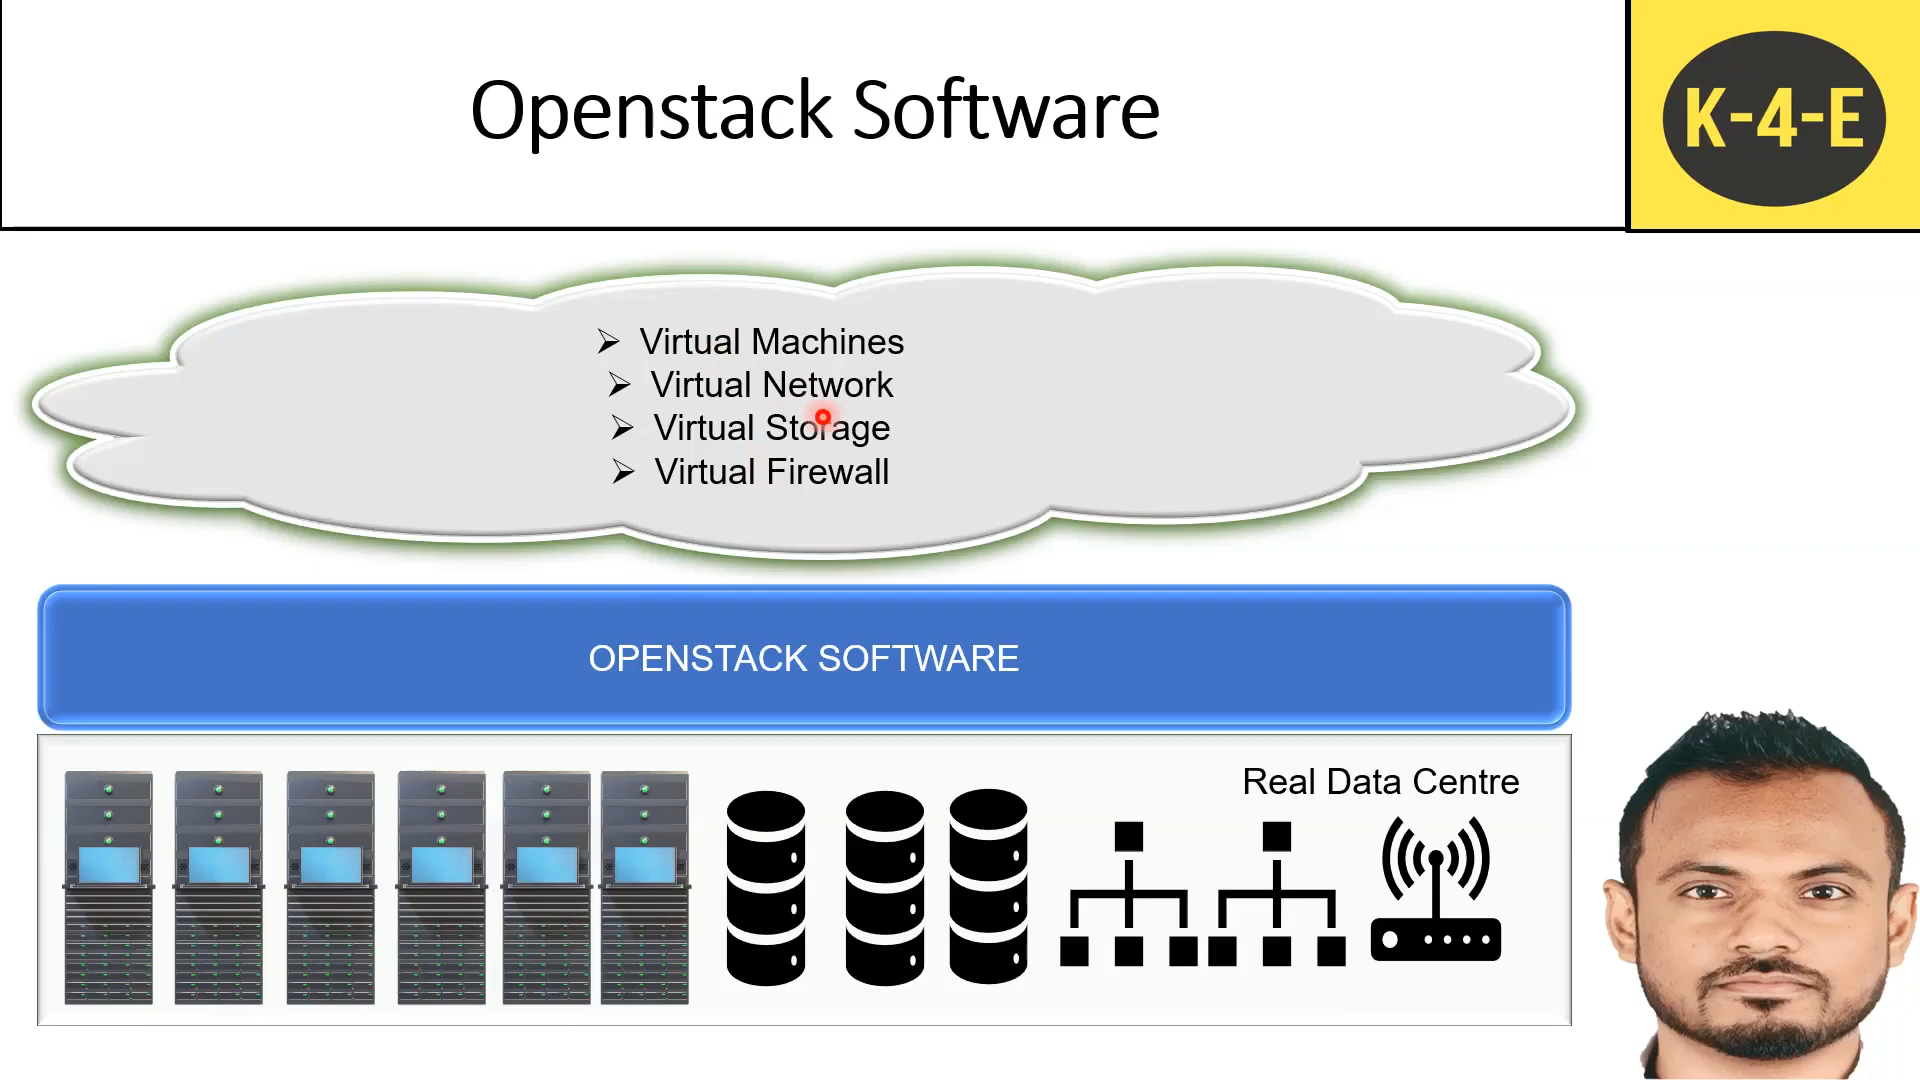 Openstack Software
K-4-E
➢ Virtual Machines
➢ Virtual Network
➢ Virtual Storage
➢ Virtual Firewall
OPENSTACK SOFTWARE
Real Data Centre